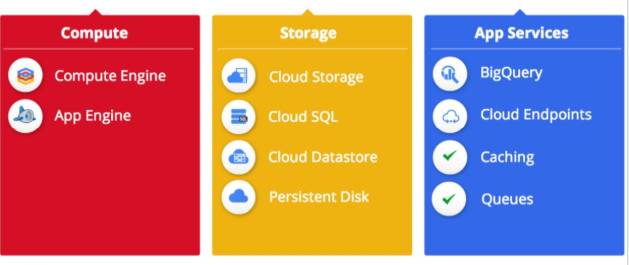 Compute
Compute Engine
App Engine
Storage
Cloud Storage
Cloud SQL
Cloud Datastore
Persistent Disk
App Services
BigQuery
Cloud Endpoints
Caching
Queues